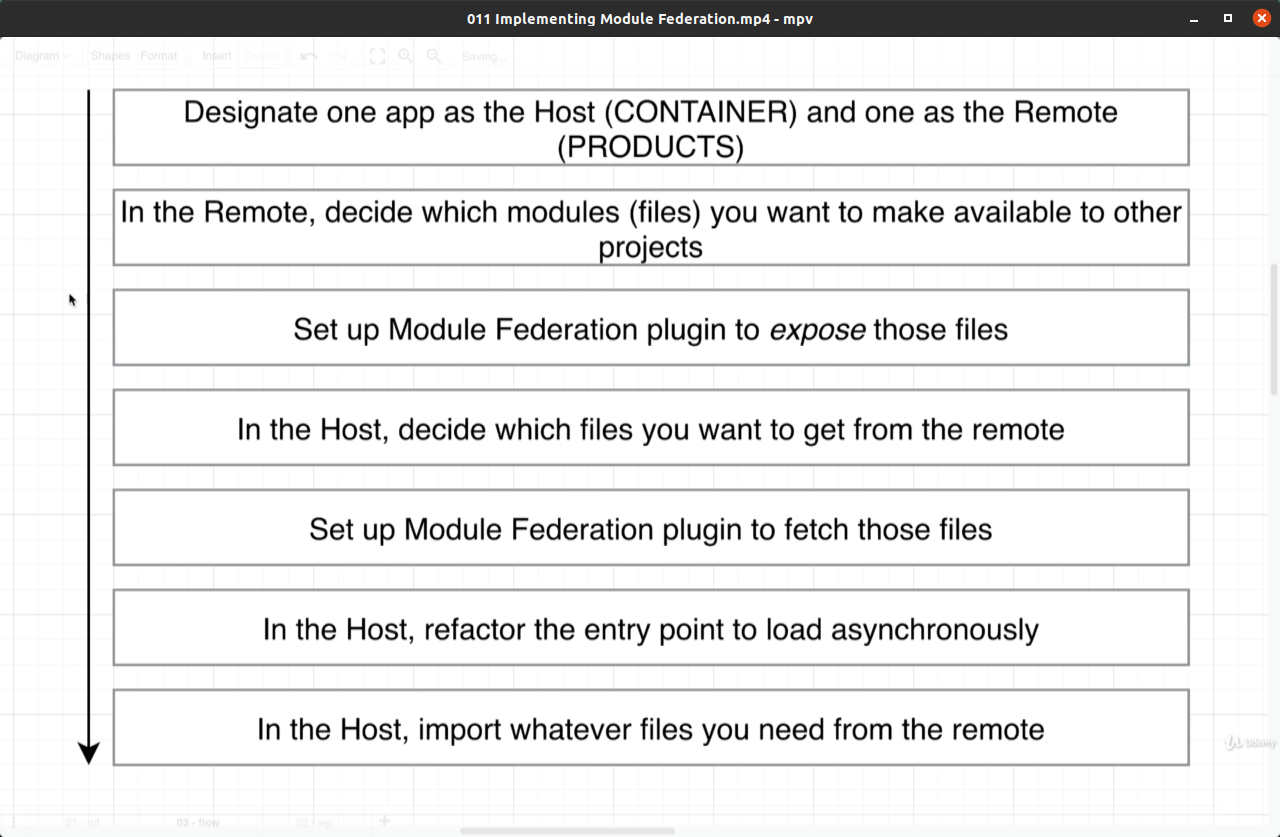 011 Implementing Module Federation.mp4 - mpv
Diagram Shapes Format Insert Saving...
Designate one app as the Host (CONTAINER) and one as the Remote
(PRODUCTS)
In the Remote, decide which modules (files) you want to make available to other
projects
Set up Module Federation plugin to expose those files
In the Host, decide which files you want to get from the remote
Set up Module Federation plugin to fetch those files
In the Host, refactor the entry point to load asynchronously
In the Host, import whatever files you need from the remote
Udemy
01 - mf 03 - flow 02 - wp